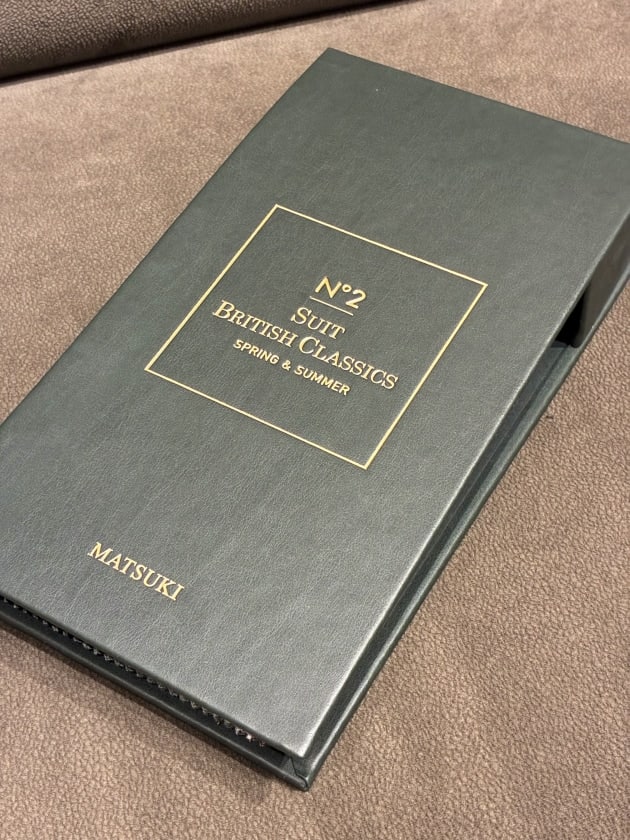 N°2
SUIT
BRITISH CLASSICS
SPRING & SUMMER
MATSUKI